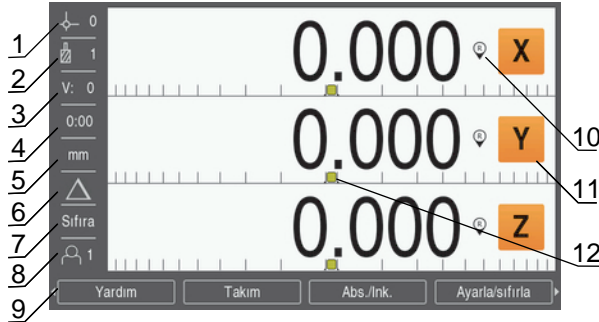 1
0
2
1
3
V: 0
4
0:00
5
mm
6
7
Sıfıra
8
1
9
0.000 R X
0.000 R Y
0.000 R Z
10
11
12
Yardım Takım Abs./Ink. Ayarla/sıfırla